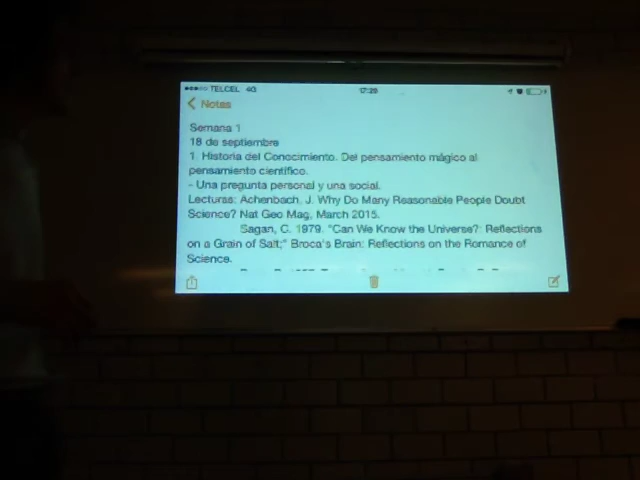 TELCEL 4G 17:29
Notas
Semana 1
18 de septiembre
1. Historia del Conocimiento. Del pensamiento mágico al
pensamiento científico.
- Una pregunta personal y una social.
Lecturas: Achenbach, J. Why Do Many Reasonable People Doubt
Science? Nat Geo Mag, March 2015.
Sagan, C. 1979. "Can We Know the Universe?: Reflections
on a Grain of Salt;" Broca's Brain: Reflections on the Romance of
Science.